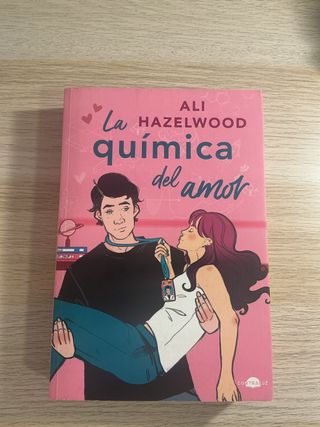 ALI
HAZELWOOD
La
química
del amor